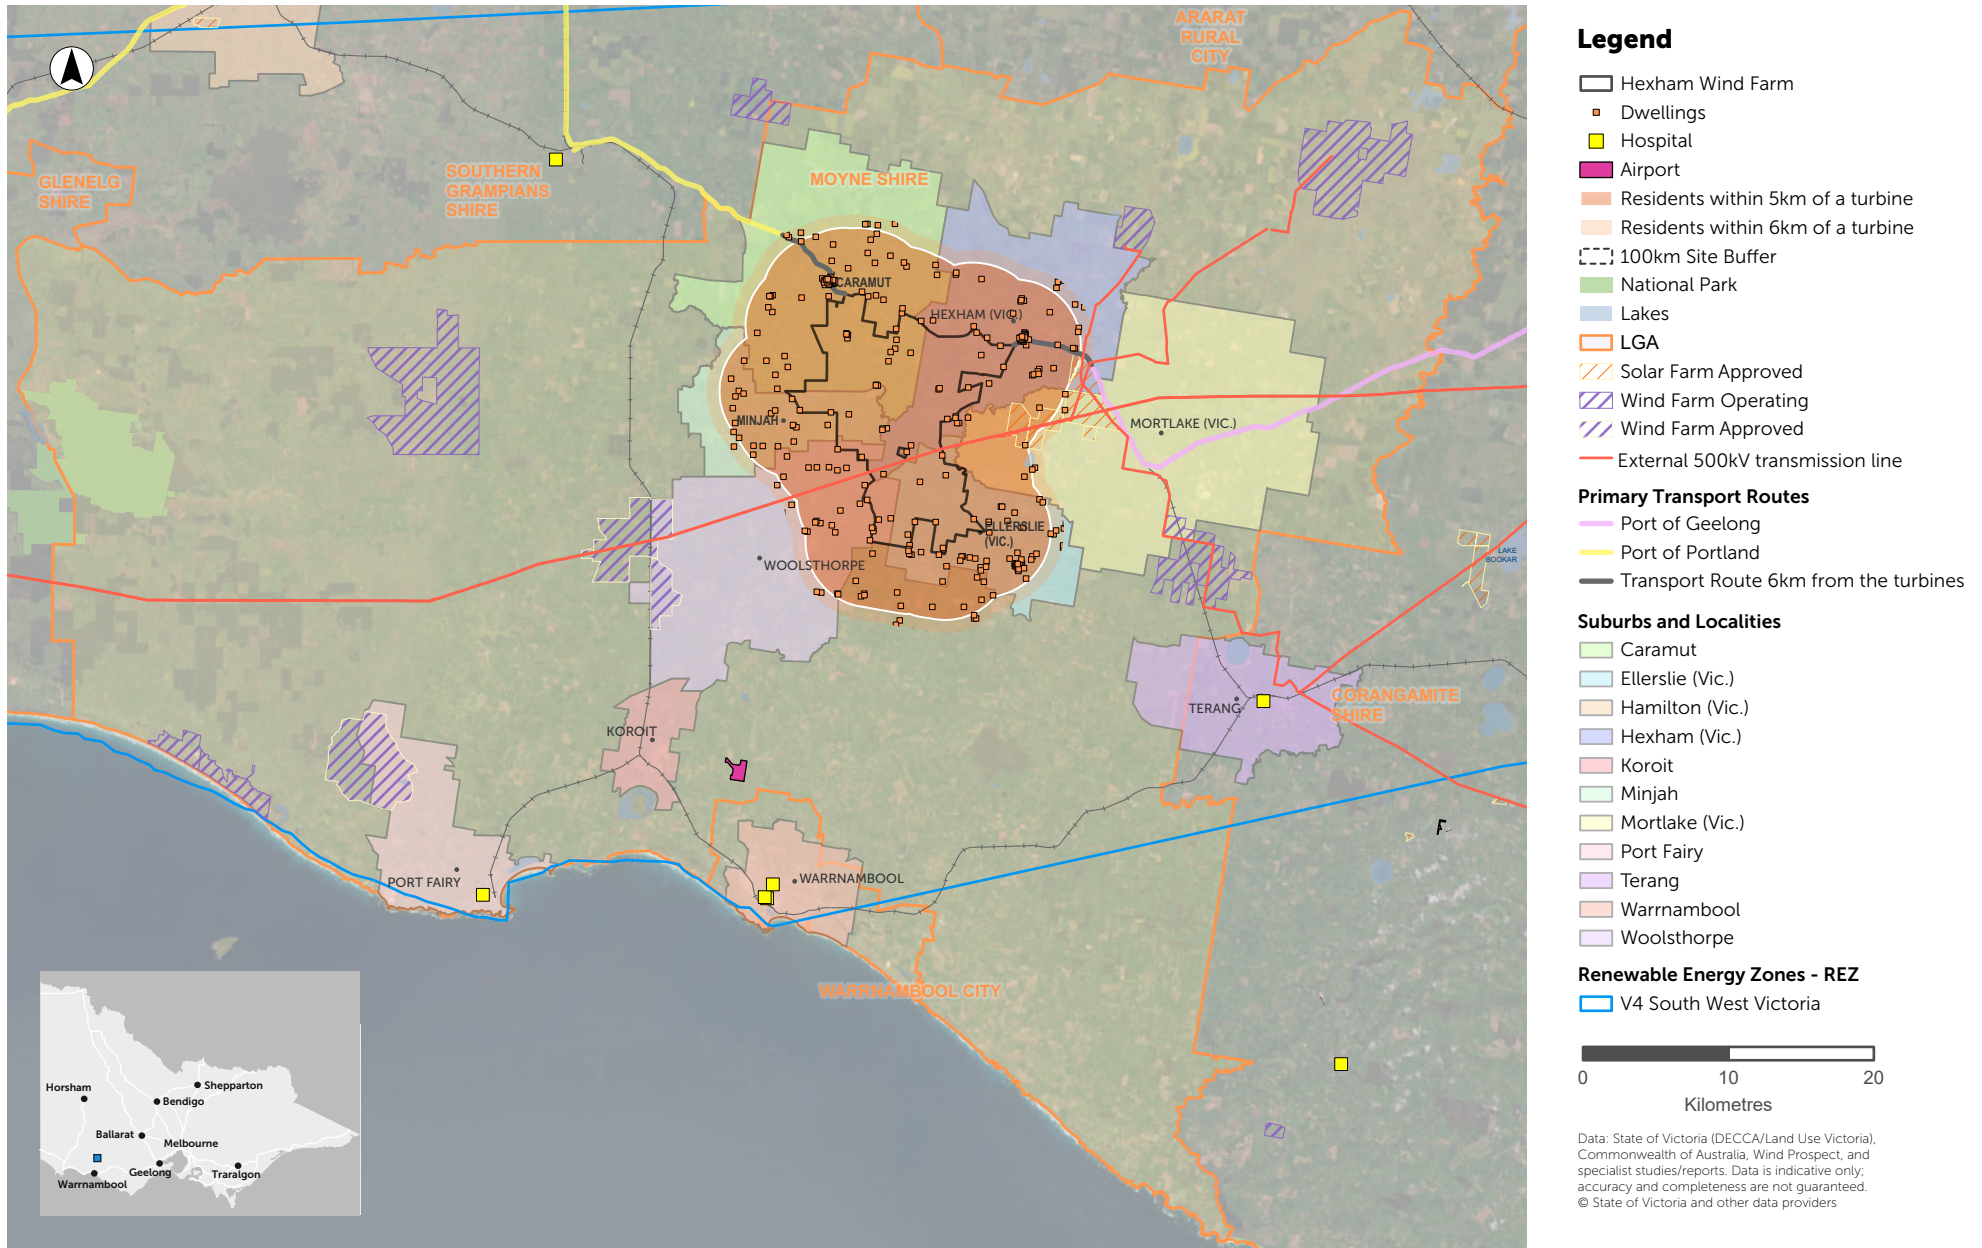 ARARAT
RURAL
CITY
GLENELG
SHIRE
SOUTHERN
GRAMPIANS
SHIRE
MOYNE SHIRE
CARAMUT
HEXHAM (VIC.)
MINJAH
MORTLAKE (VIC.)
ELLERSLIE
(VIC.)
WOOLSTHORPE
LAKE
BOOKAR
TERANG
CORANGAMITE
SHIRE
KOROIT
PORT FAIRY
WARRNAMBOOL
WARRNAMBOOL CITY
Horsham
Shepparton
Bendigo
Ballarat
Melbourne
Geelong
Traralgon
Warrnambool
Legend
Hexham Wind Farm
Dwellings
Hospital
Airport
Residents within 5km of a turbine
Residents within 6km of a turbine
100km Site Buffer
National Park
Lakes
LGA
Solar Farm Approved
Wind Farm Operating
Wind Farm Approved
External 500kV transmission line
Primary Transport Routes
Port of Geelong
Port of Portland
Transport Route 6km from the turbines
Suburbs and Localities
Caramut
Ellerslie (Vic.)
Hamilton (Vic.)
Hexham (Vic.)
Koroit
Minjah
Mortlake (Vic.)
Port Fairy
Terang
Warrnambool
Woolsthorpe
Renewable Energy Zones - REZ
V4 South West Victoria
0 10 20
Kilometres
Data: State of Victoria (DECCA/Land Use Victoria),
Commonwealth of Australia, Wind Prospect, and
specialist studies/reports. Data is indicative only;
accuracy and completeness are not guaranteed.
© State of Victoria and other data providers